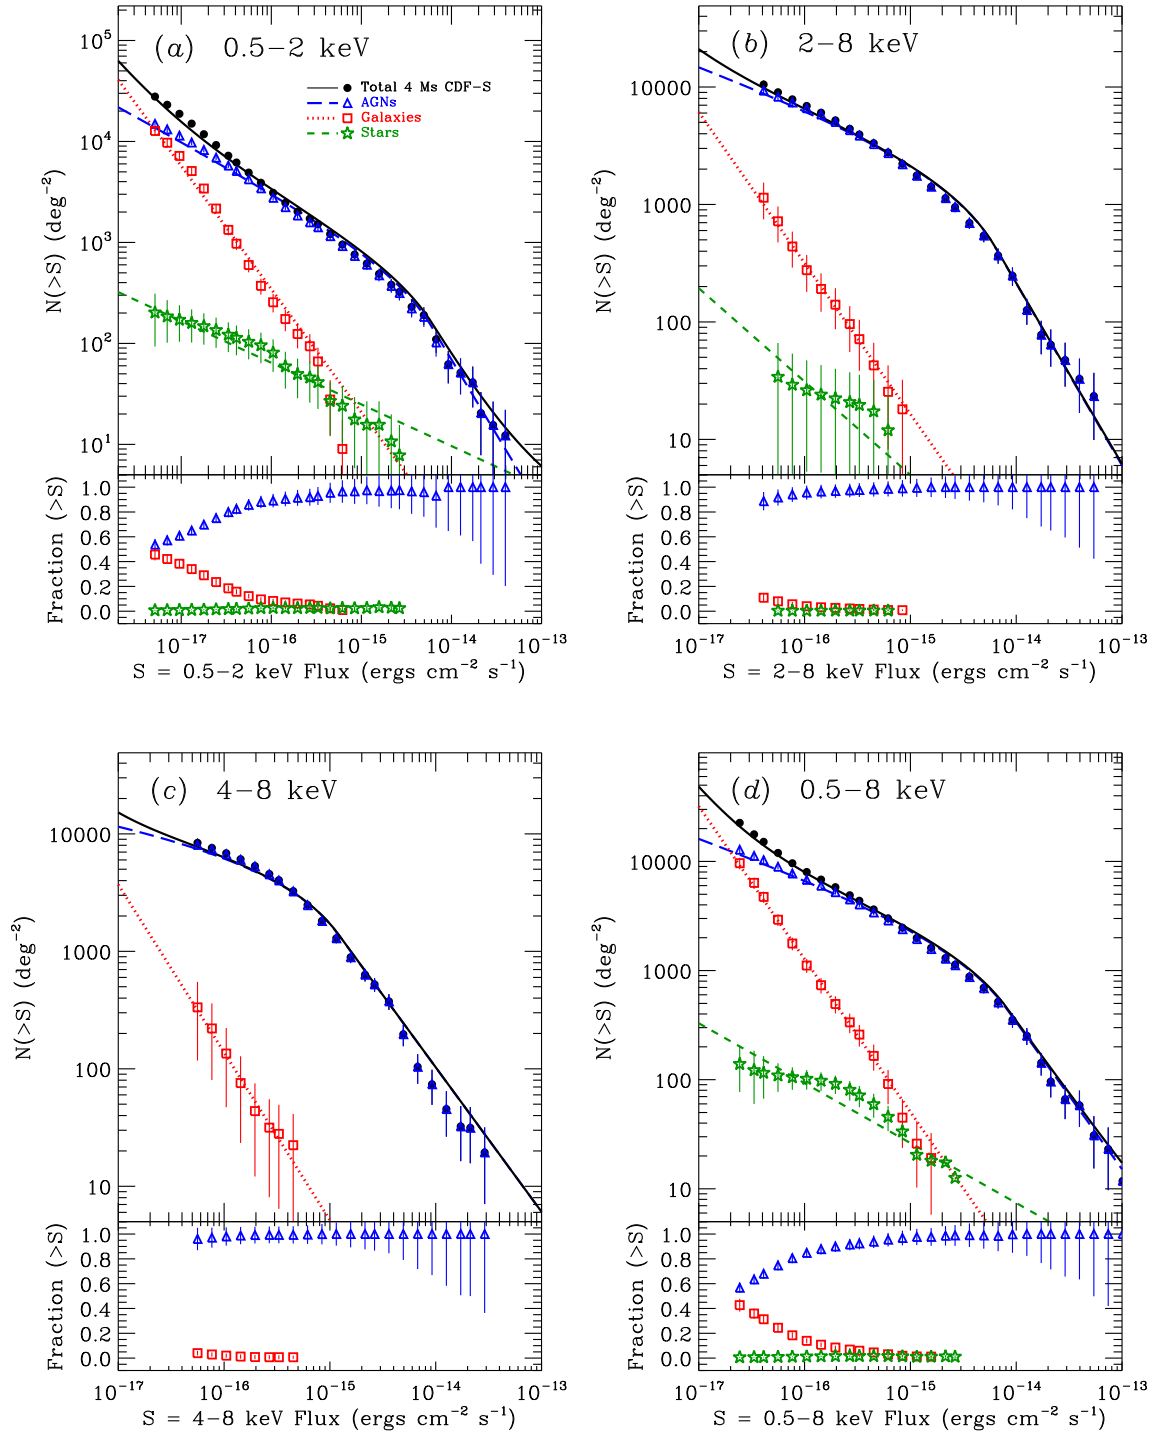 (a) 0.5−2 keV
Total 4 Ms CDF−S
AGNs
Galaxies
Stars
N(>S) (deg⁻²)
10⁵
10⁴
10³
10²
10¹
Fraction (>S)
1.0
0.8
0.6
0.4
0.2
0.0
10⁻¹⁷ 10⁻¹⁶ 10⁻¹⁵ 10⁻¹⁴ 10⁻¹³
S = 0.5−2 keV Flux (ergs cm⁻² s⁻¹)
(b) 2−8 keV
N(>S) (deg⁻²)
10000
1000
100
10
Fraction (>S)
1.0
0.8
0.6
0.4
0.2
0.0
10⁻¹⁷ 10⁻¹⁶ 10⁻¹⁵ 10⁻¹⁴ 10⁻¹³
S = 2−8 keV Flux (ergs cm⁻² s⁻¹)
(c) 4−8 keV
N(>S) (deg⁻²)
10000
1000
100
10
Fraction (>S)
1.0
0.8
0.6
0.4
0.2
0.0
10⁻¹⁷ 10⁻¹⁶ 10⁻¹⁵ 10⁻¹⁴ 10⁻¹³
S = 4−8 keV Flux (ergs cm⁻² s⁻¹)
(d) 0.5−8 keV
N(>S) (deg⁻²)
10000
1000
100
10
Fraction (>S)
1.0
0.8
0.6
0.4
0.2
0.0
10⁻¹⁷ 10⁻¹⁶ 10⁻¹⁵ 10⁻¹⁴ 10⁻¹³
S = 0.5−8 keV Flux (ergs cm⁻² s⁻¹)